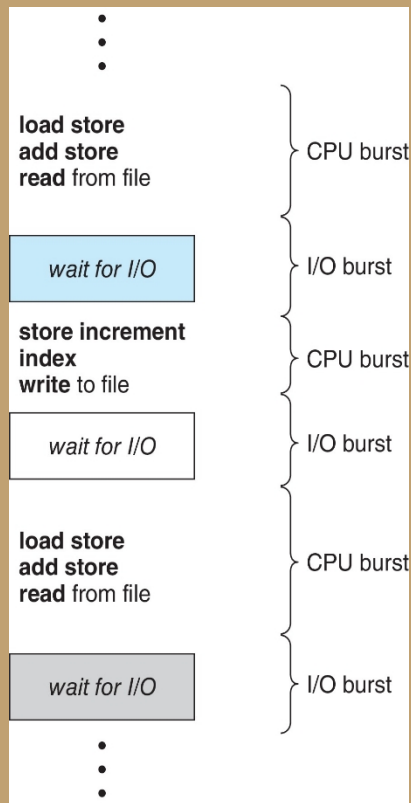 load store
add store
read from file
CPU burst
wait for I/O
I/O burst
store increment
index
write to file
CPU burst
wait for I/O
I/O burst
load store
add store
read from file
CPU burst
wait for I/O
I/O burst